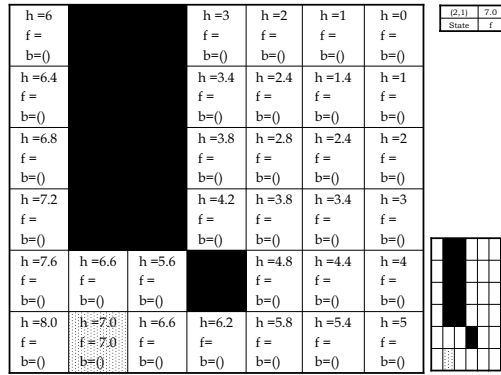 h =6 h =3 h =2 h =1 h =0
f = f = f = f = f =
b=() b=() b=() b=() b=()
h =6.4 h =3.4 h =2.4 h =1.4 h =1
f = f = f = f = f =
b=() b=() b=() b=() b=()
h =6.8 h =3.8 h =2.8 h =2.4 h =2
f = f = f = f = f =
b=() b=() b=() b=() b=()
h =7.2 h =4.2 h =3.8 h =3.4 h =3
f = f = f = f = f =
b=() b=() b=() b=() b=()
h =7.6 h =6.6 h =5.6 h =4.8 h =4.4 h =4
f = f = f = f = f = f =
b=() b=() b=() b=() b=() b=()
h =8.0 h =7.0 h =6.6 h=6.2 h =5.8 h =5.4 h =5
f= f = 7.0 f = f= f = f = f =
b=() b=() b=() b=() b=() b=() b=()
(2,1) 7.0
State f